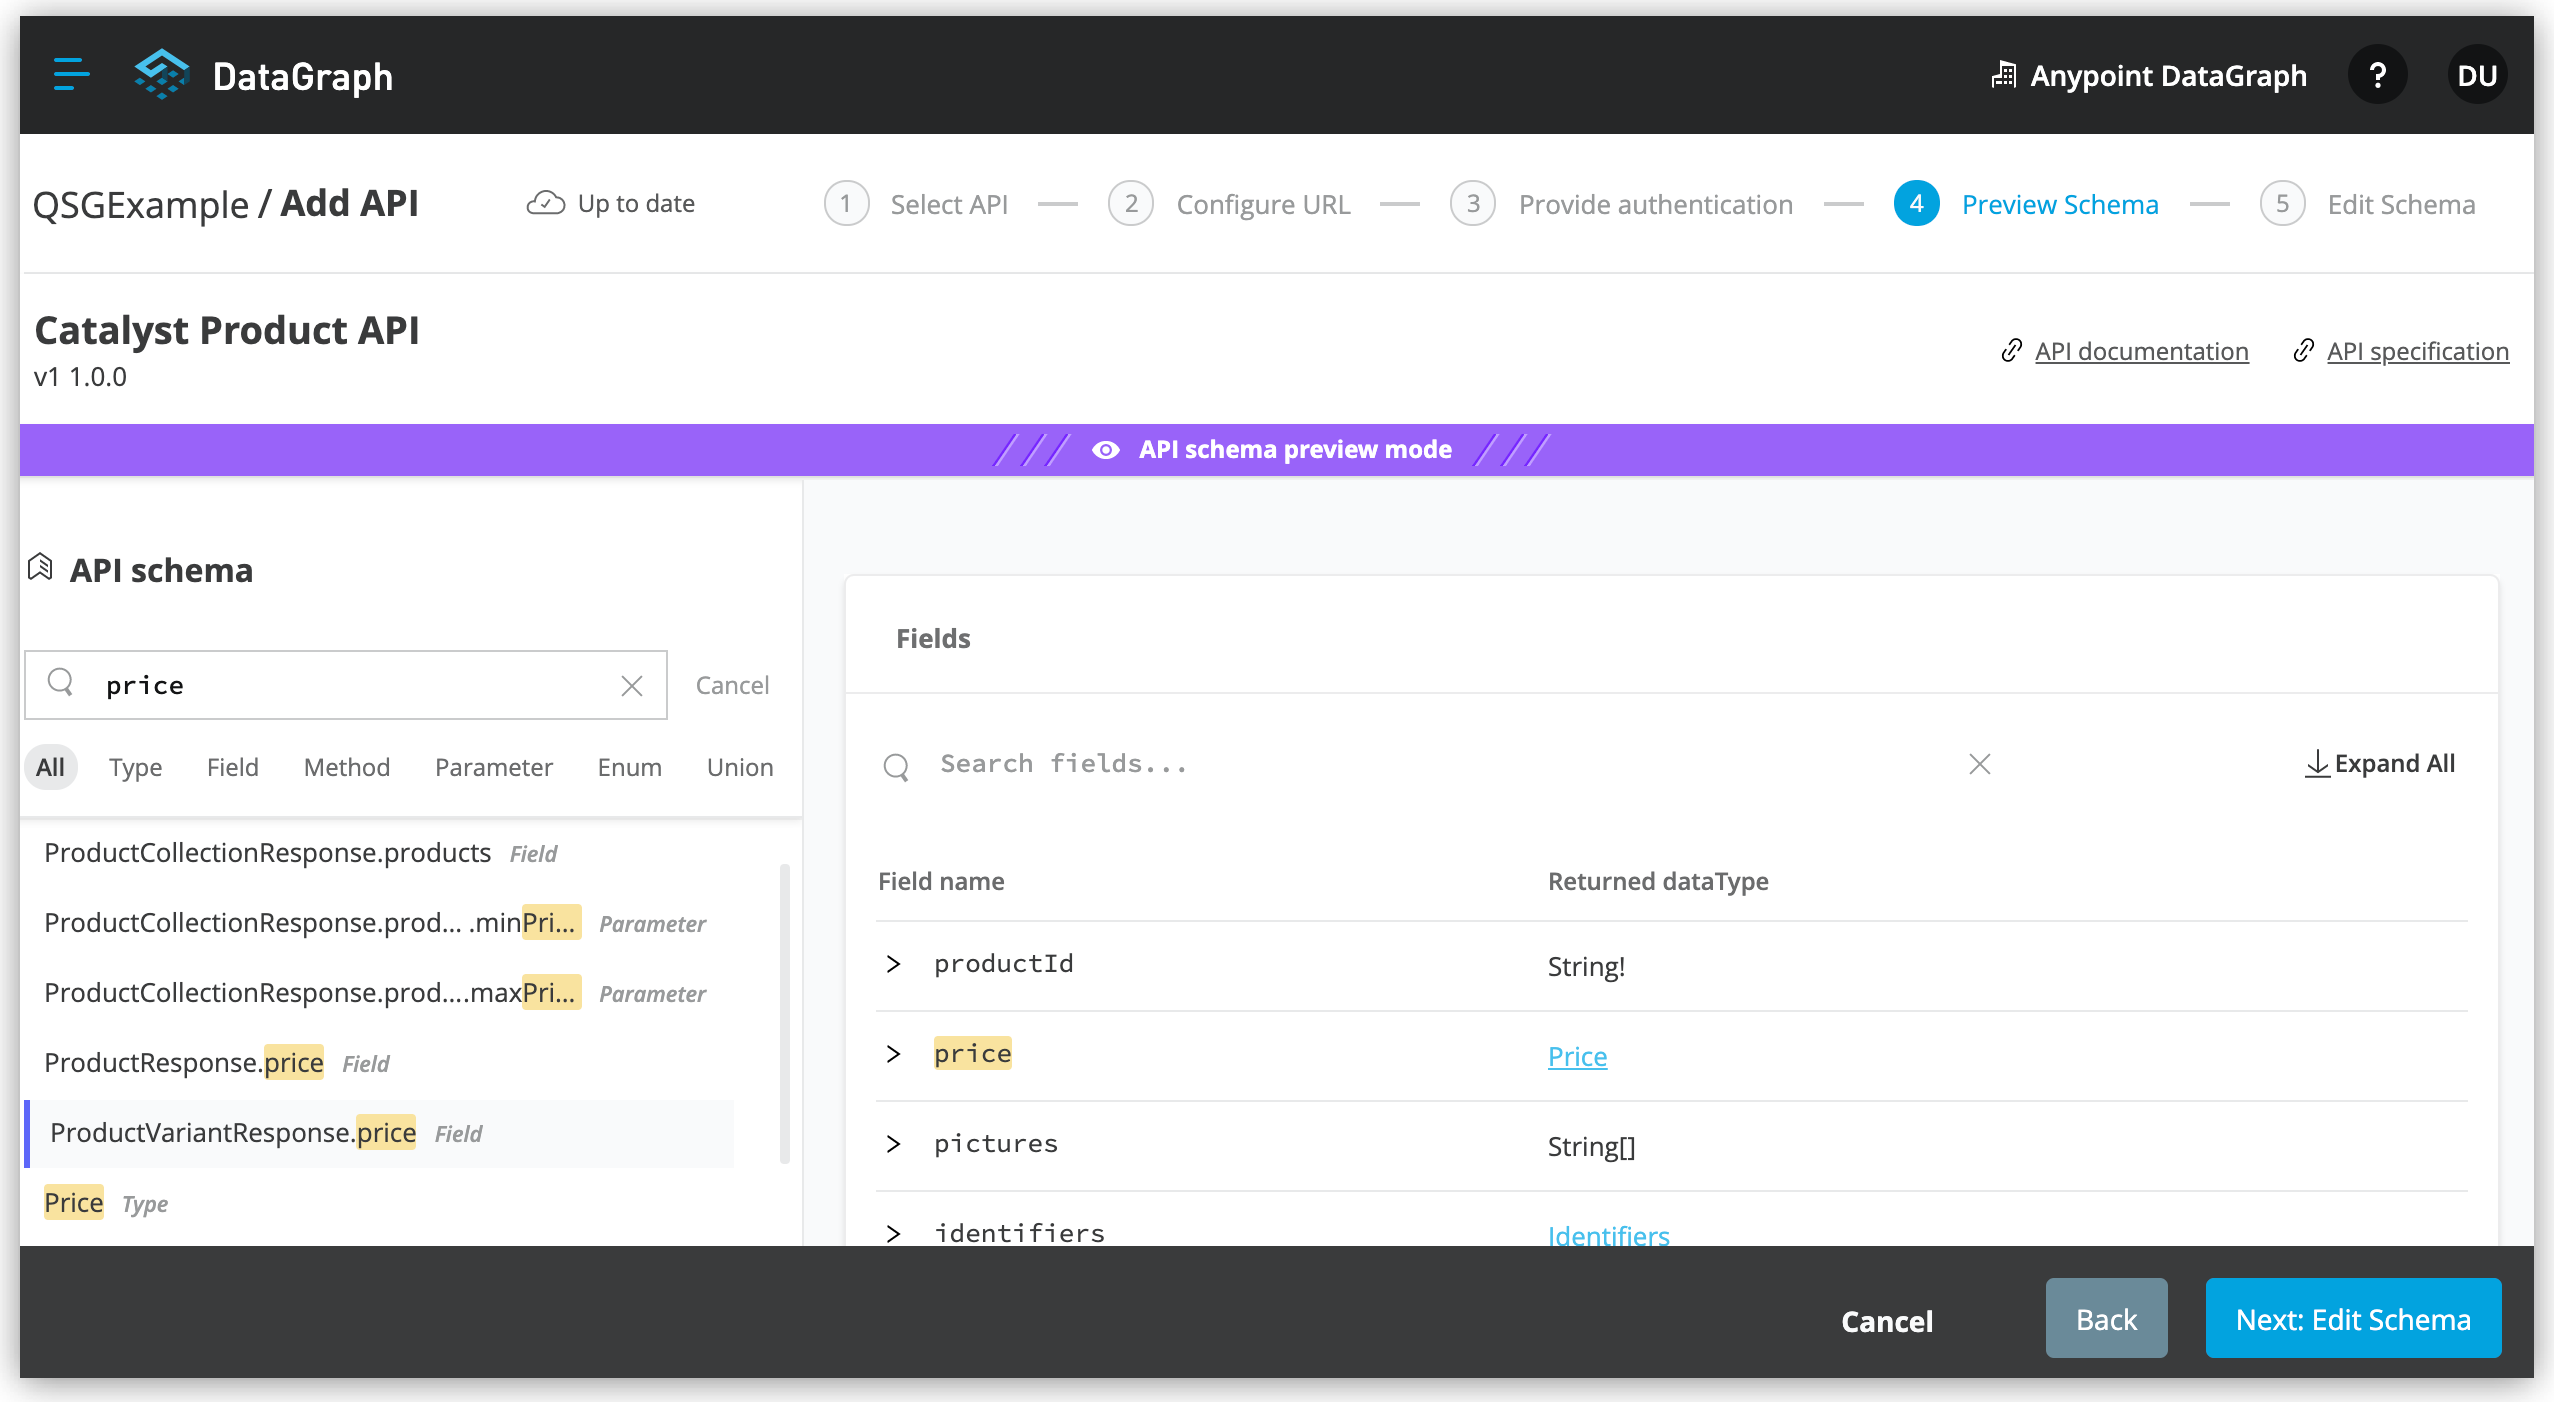 DataGraph
Anypoint DataGraph
?
DU
QSGExample / Add API
Up to date
1 Select API
2 Configure URL
3 Provide authentication
4 Preview Schema
5 Edit Schema
Catalyst Product API
v1 1.0.0
API documentation
API specification
API schema preview mode
API schema
price
Cancel
All Type Field Method Parameter Enum Union
ProductCollectionResponse.products Field
ProductCollectionResponse.prod... .minPri... Parameter
ProductCollectionResponse.prod....maxPri... Parameter
ProductResponse.price Field
ProductVariantResponse.price Field
Price Type
Fields
Search fields...
Expand All
Field name Returned dataType
productId String!
price Price
pictures String[]
identifiers Identifiers
Cancel
Back
Next: Edit Schema